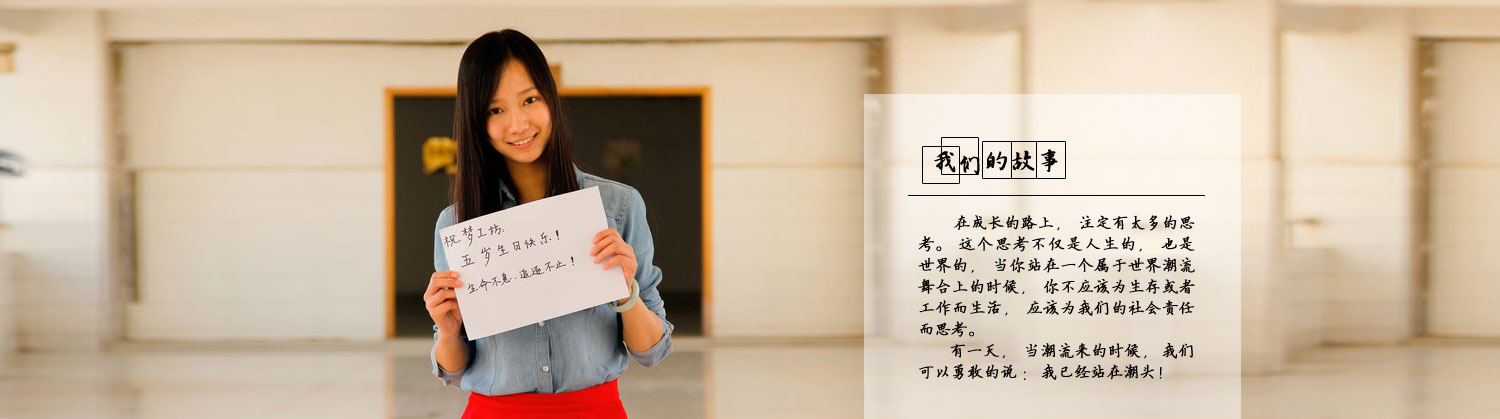 祝梦工坊：
五岁生日快乐！
生命不息，追逐不止！
我们的故事
在成长的路上， 注定有太多的思
考。 这个思考不仅是人生的， 也是
世界的， 当你站在一个属于世界潮流
舞台上的时候， 你不应该为生存或者
工作而生活， 应该为我们的社会责任
而思考。
有一天， 当潮流来的时候， 我们
可以勇敢的说： 我已经站在潮头！